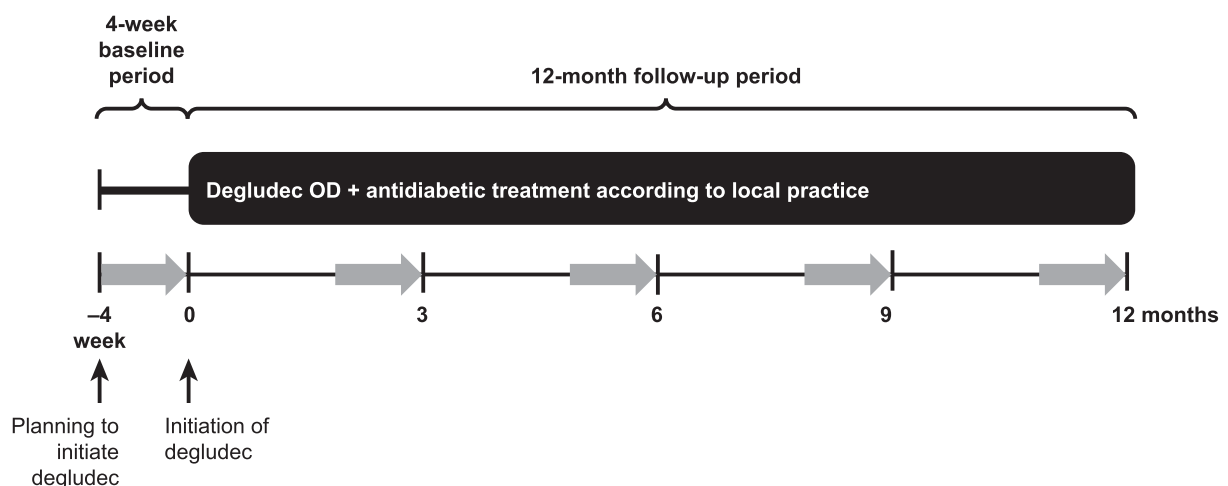 4-week
baseline
period
12-month follow-up period
Degludec OD + antidiabetic treatment according to local practice
–4
week
0
3
6
9
12 months
Planning to
initiate
degludec
Initiation of
degludec